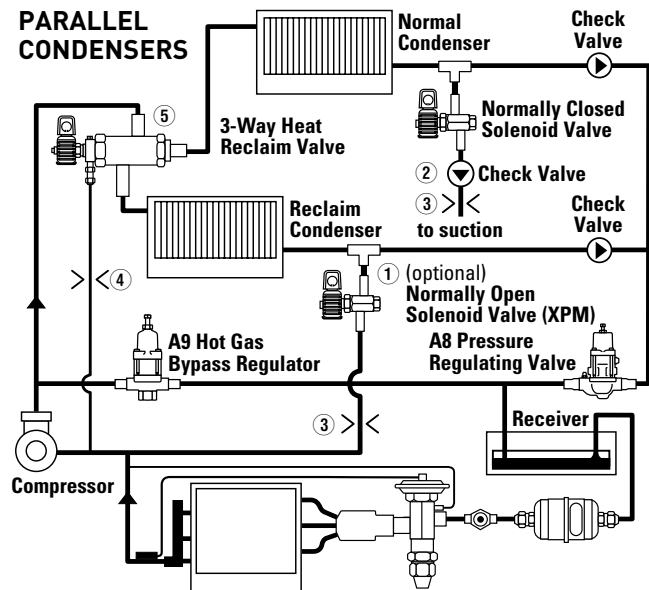 PARALLEL
CONDENSERS
Normal
Condenser
Check
Valve
⑤
3-Way Heat
Reclaim Valve
Normally Closed
Solenoid Valve
② Check Valve
③
to suction
Reclaim
Condenser
Check
Valve
④
① (optional)
Normally Open
Solenoid Valve (XPM)
A9 Hot Gas
Bypass Regulator
A8 Pressure
Regulating Valve
③
Receiver
Compressor